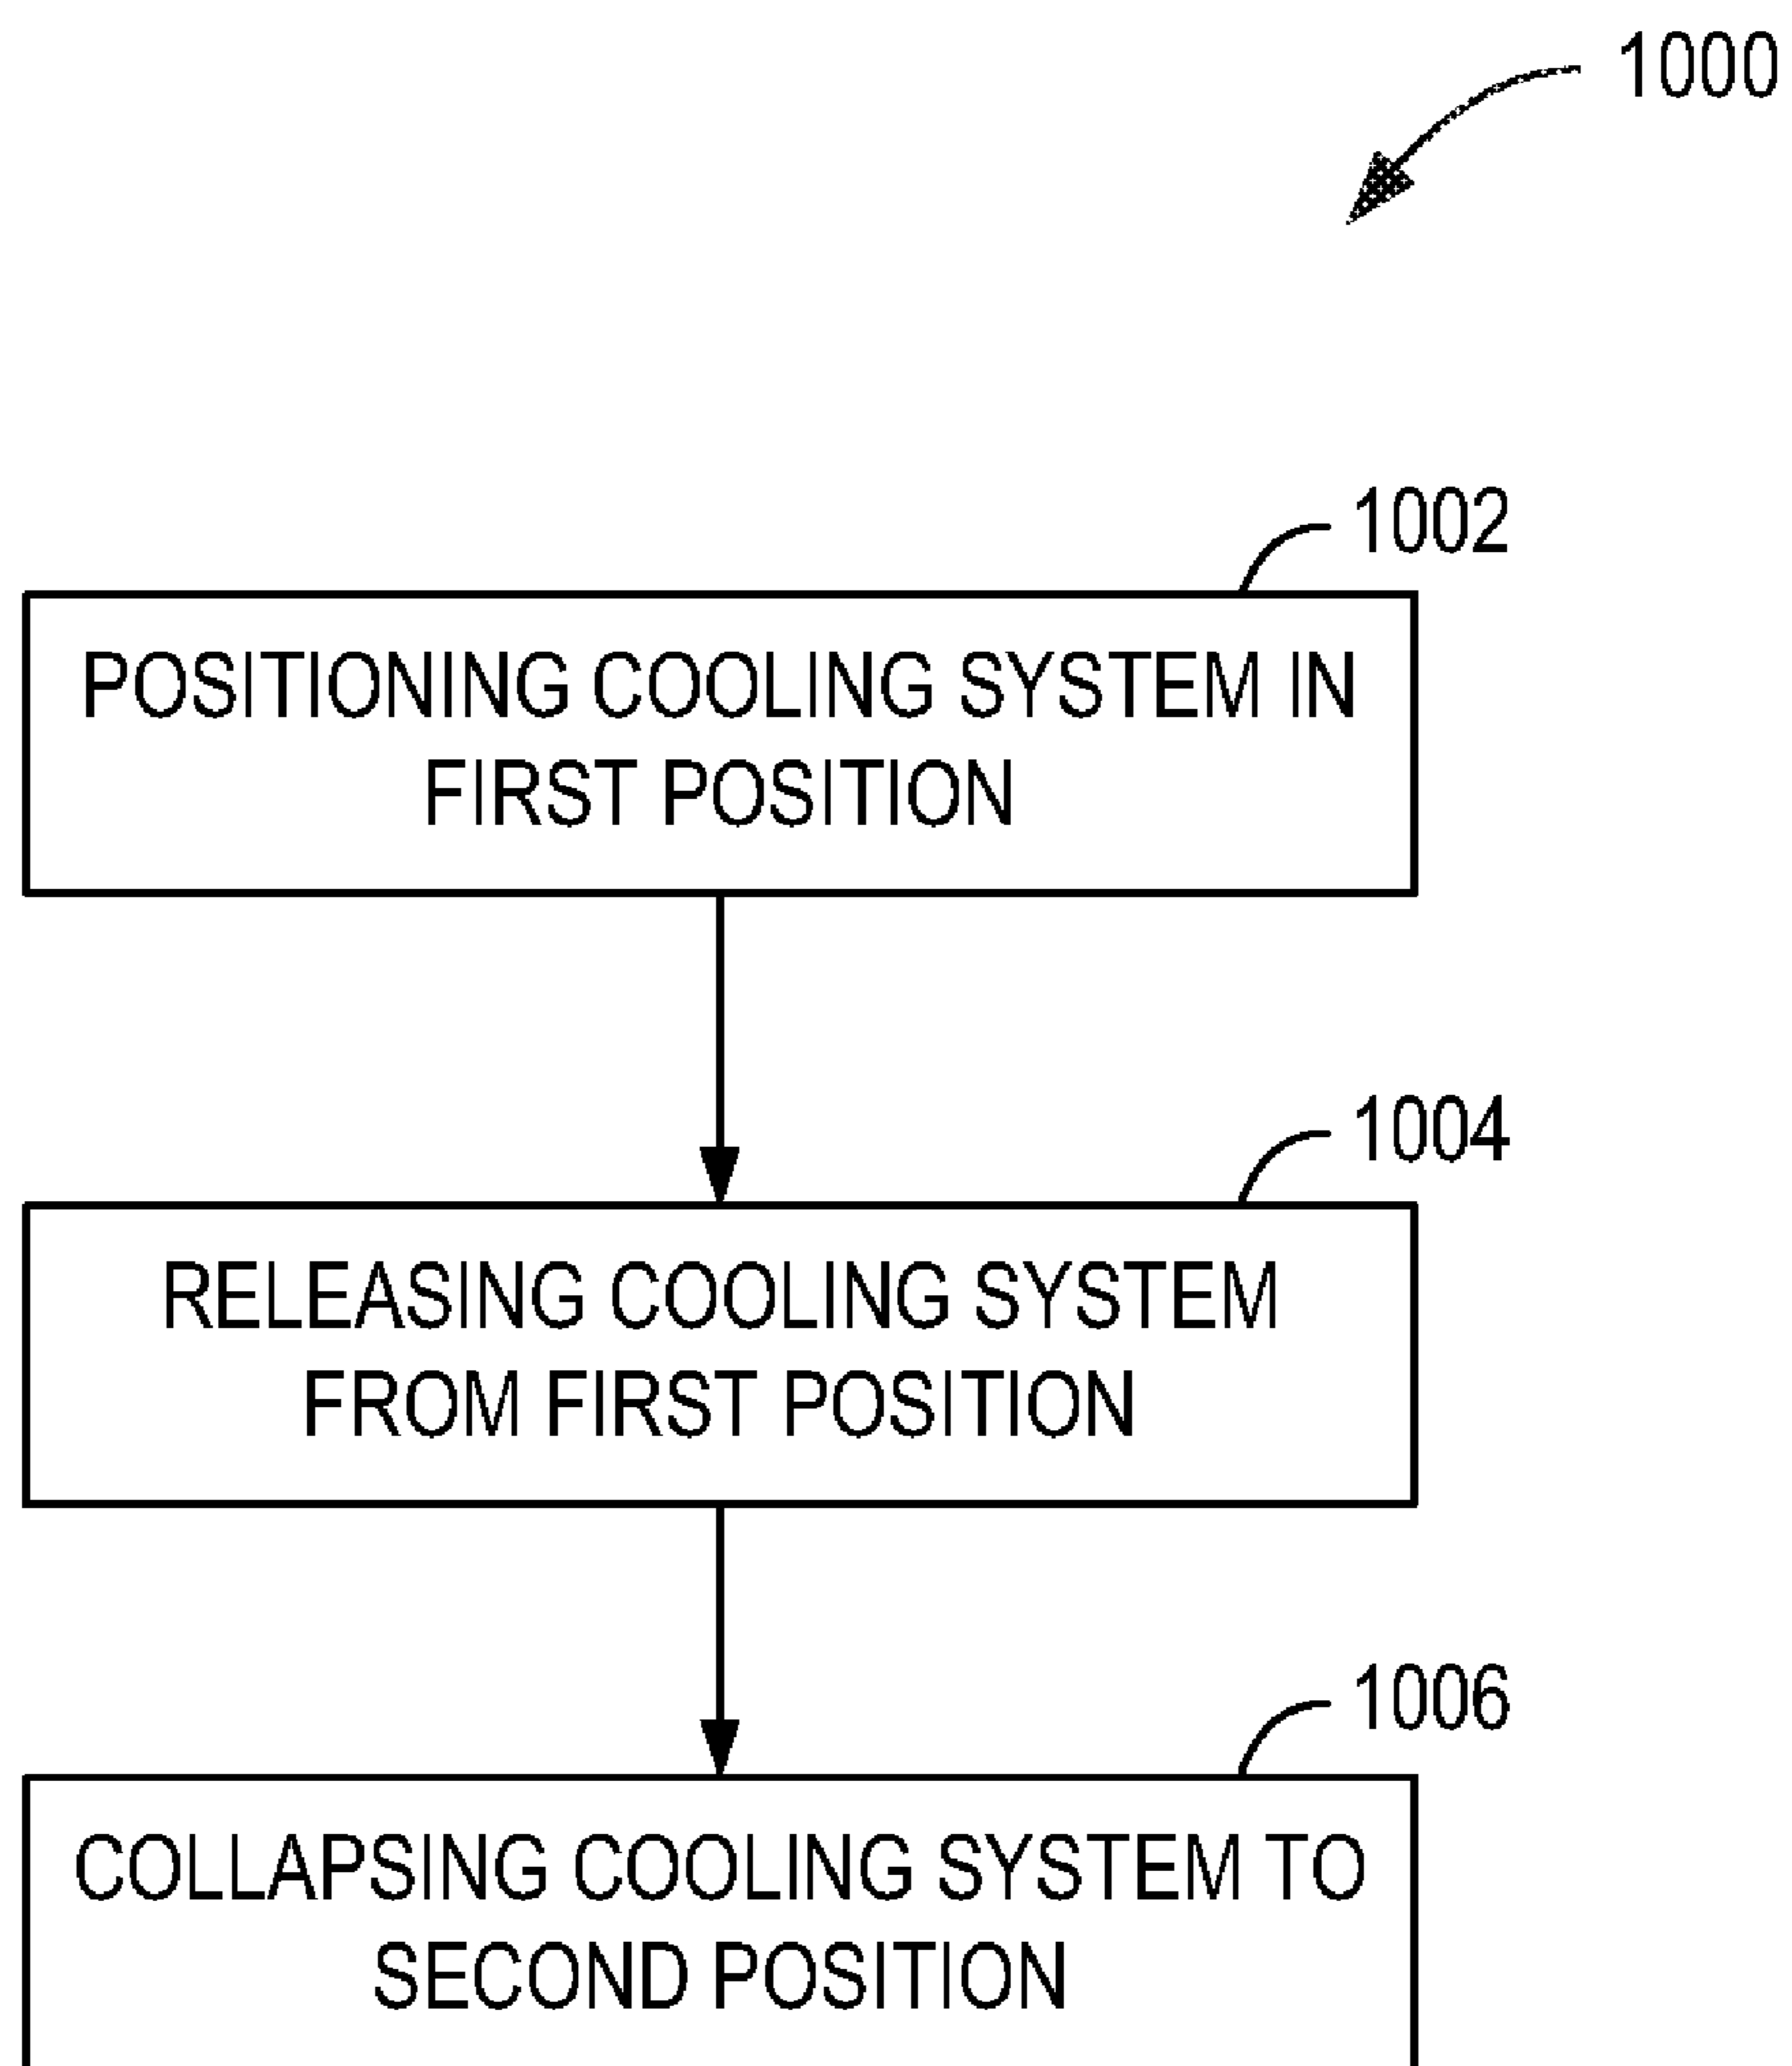 1000
1002
POSITIONING COOLING SYSTEM IN
FIRST POSITION
1004
RELEASING COOLING SYSTEM
FROM FIRST POSITION
1006
COLLAPSING COOLING SYSTEM TO
SECOND POSITION